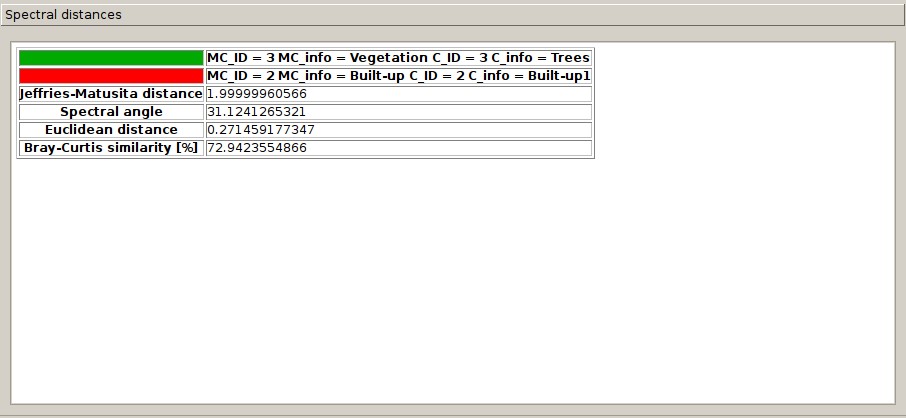 Spectral distances
MC_ID = 3 MC_info = Vegetation C_ID = 3 C_info = Trees
MC_ID = 2 MC_info = Built-up C_ID = 2 C_info = Built-up1
Jeffries-Matusita distance 1.99999960566
Spectral angle 31.1241265321
Euclidean distance 0.271459177347
Bray-Curtis similarity [%] 72.9423554866